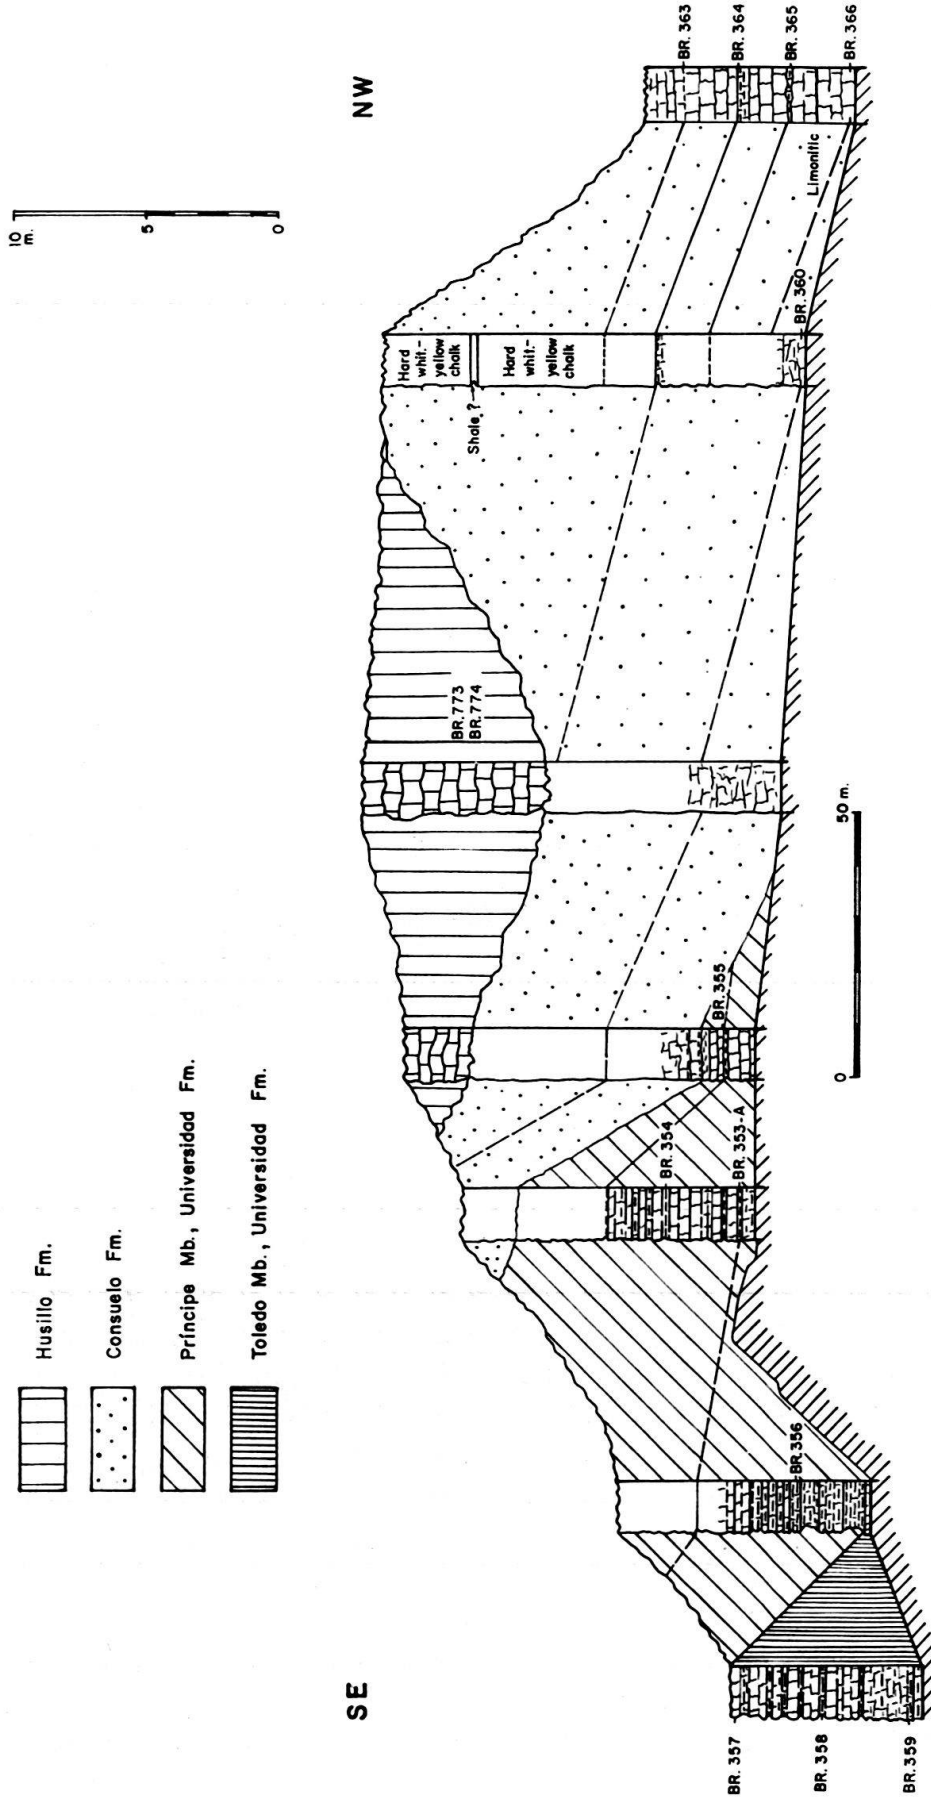 SE
NW
10
m.
5
0
Husillo Fm.
Consuelo Fm.
Príncipe Mb., Universidad Fm.
Toledo Mb., Universidad Fm.
BR.357
BR.358
BR.359
BR.356
BR.354
BR.353-A
BR.355
BR.773
BR.774
Hard
whit.-
yellow
chalk
Shale ?
Hard
whit.-
yellow
chalk
BR.360
Limonitic
BR.363
BR.364
BR.365
BR.366
0
50 m.